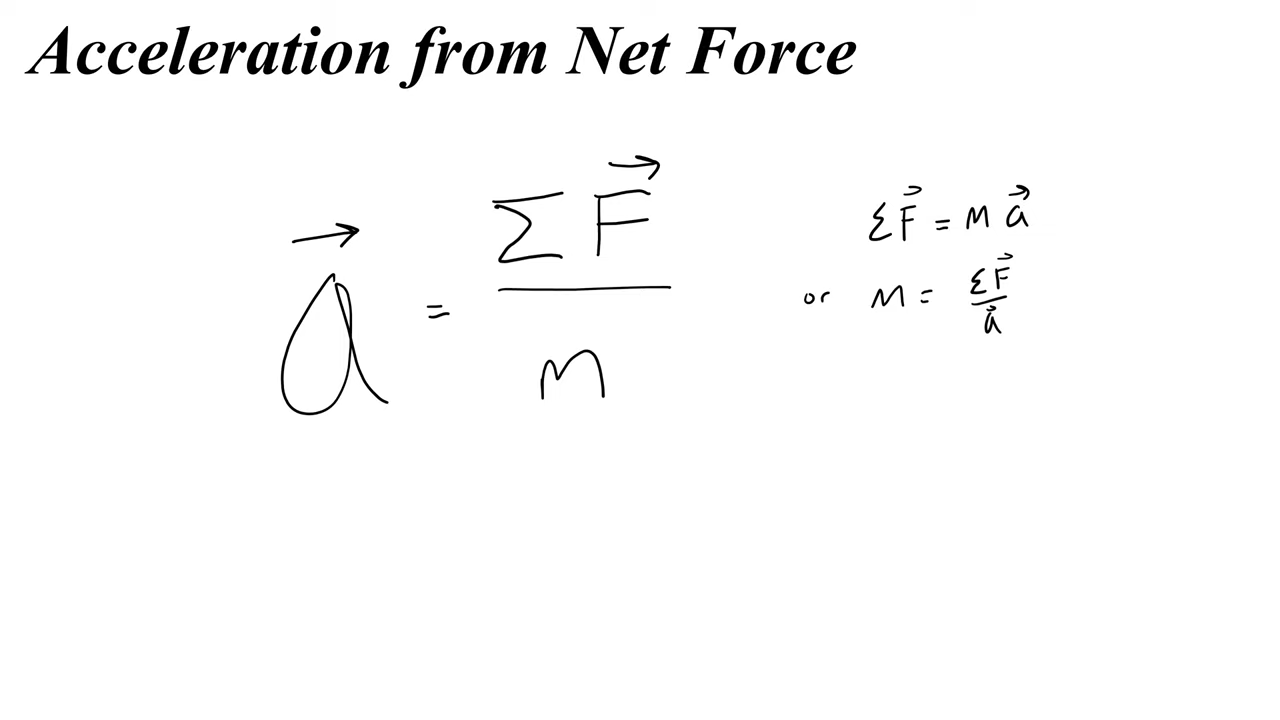 Acceleration from Net Force
a⃗ = ΣF⃗ / m
ΣF⃗ = m a⃗
or m = ΣF⃗ / a⃗